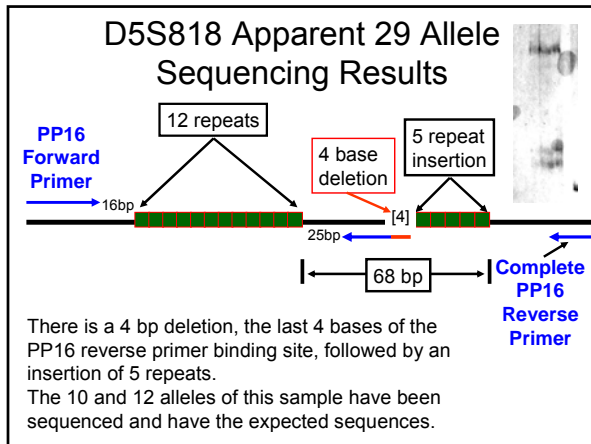 D5S818 Apparent 29 Allele
Sequencing Results
PP16
Forward
Primer
12 repeats
4 base
deletion
5 repeat
insertion
16bp
[4]
25bp
68 bp
Complete
PP16
Reverse
Primer
There is a 4 bp deletion, the last 4 bases of the
PP16 reverse primer binding site, followed by an
insertion of 5 repeats.
The 10 and 12 alleles of this sample have been
sequenced and have the expected sequences.